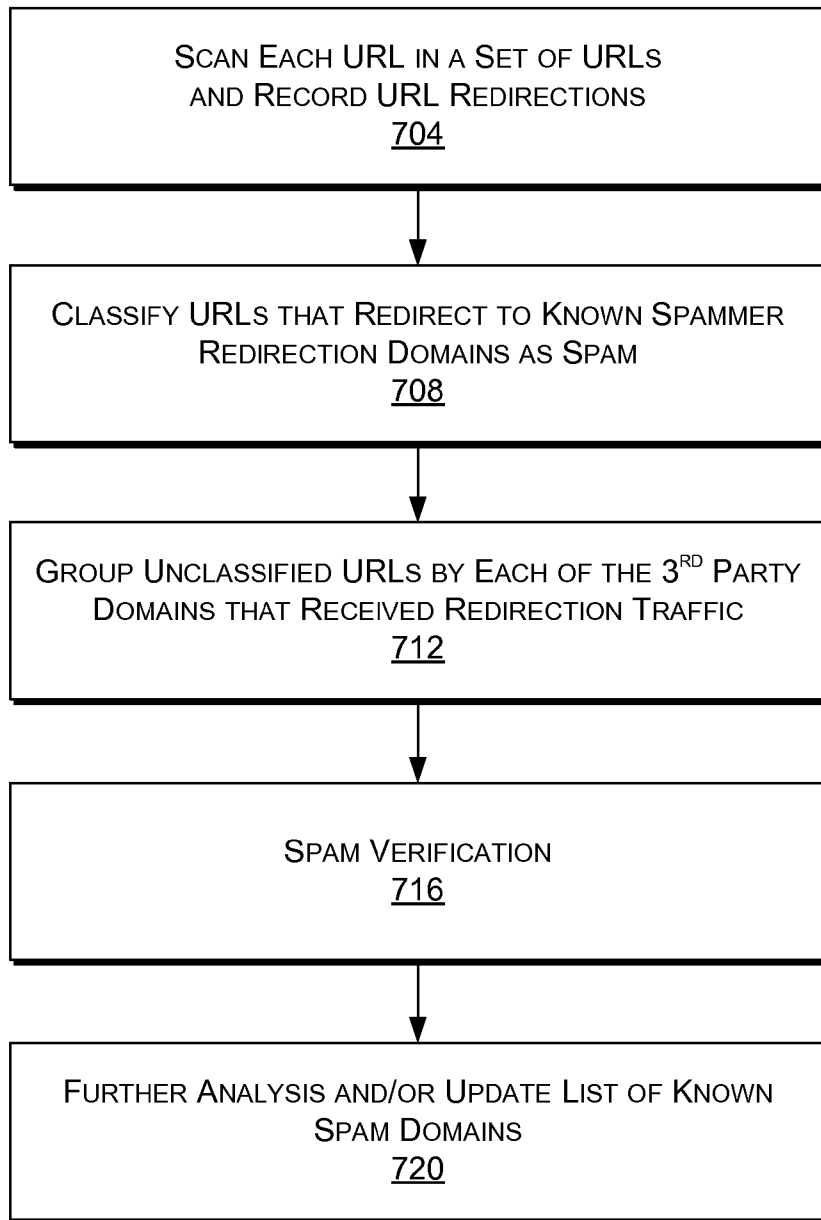 SCAN EACH URL IN A SET OF URLS
AND RECORD URL REDIRECTIONS
704
CLASSIFY URLS THAT REDIRECT TO KNOWN SPAMMER
REDIRECTION DOMAINS AS SPAM
708
GROUP UNCLASSIFIED URLS BY EACH OF THE 3RD PARTY
DOMAINS THAT RECEIVED REDIRECTION TRAFFIC
712
SPAM VERIFICATION
716
FURTHER ANALYSIS AND/OR UPDATE LIST OF KNOWN
SPAM DOMAINS
720